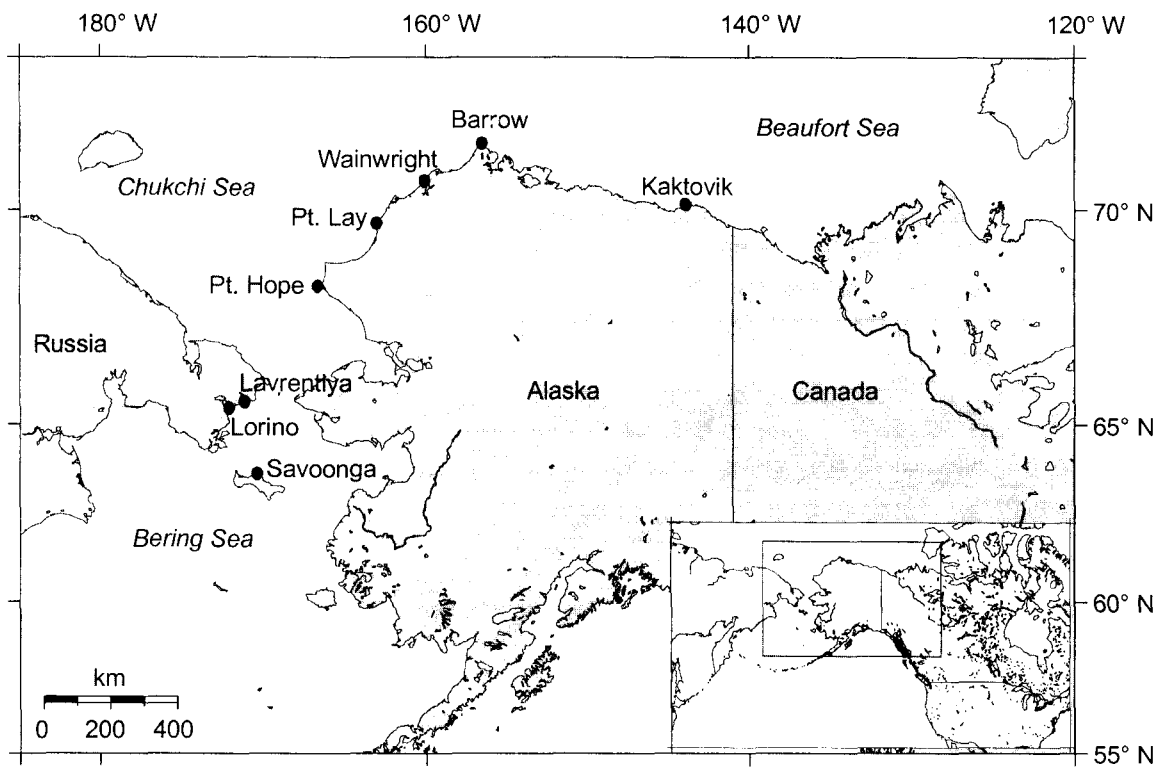 180° W
160° W
140° W
120° W
Barrow
Beaufort Sea
Wainwright
Chukchi Sea
Kaktovik
Pt. Lay
70° N
Pt. Hope
Russia
Lavrentiya
Alaska
Canada
Lorino
65° N
Savoonga
Bering Sea
60° N
km
0 200 400
55° N